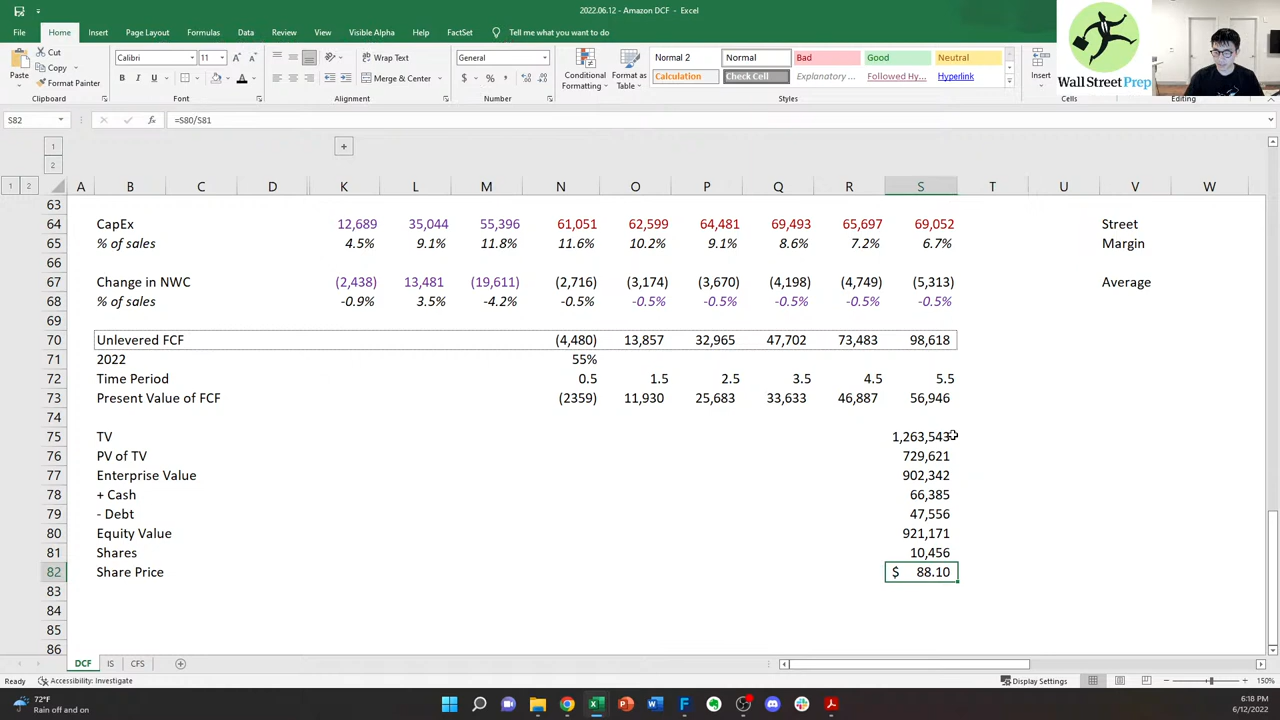 2022.06.12 - Amazon DCF - Excel
File Home Insert Page Layout Formulas Data Review View Visible Alpha Help FactSet Tell me what you want to do
Cut
Copy
Format Painter
Paste
Calibri 11
B I U
Wrap Text
Merge & Center
General
$ % ,
Conditional Formatting
Format as Table
Normal 2 Normal Bad Good Neutral
Calculation Check Cell Explanatory ... Followed Hy... Hyperlink
Insert
Wall Street Prep
Clipboard Font Alignment Number Styles Cells Editing
S82 fx =S80/S81
1
2
+
1 2 A B C D K L M N O P Q R S T U V W
63
64 CapEx 12,689 35,044 55,396 61,051 62,599 64,481 69,493 65,697 69,052 Street
65 % of sales 4.5% 9.1% 11.8% 11.6% 10.2% 9.1% 8.6% 7.2% 6.7% Margin
66
67 Change in NWC (2,438) 13,481 (19,611) (2,716) (3,174) (3,670) (4,198) (4,749) (5,313) Average
68 % of sales -0.9% 3.5% -4.2% -0.5% -0.5% -0.5% -0.5% -0.5% -0.5%
69
70 Unlevered FCF (4,480) 13,857 32,965 47,702 73,483 98,618
71 2022 55%
72 Time Period 0.5 1.5 2.5 3.5 4.5 5.5
73 Present Value of FCF (2359) 11,930 25,683 33,633 46,887 56,946
74
75 TV 1,263,543
76 PV of TV 729,621
77 Enterprise Value 902,342
78 + Cash 66,385
79 - Debt 47,556
80 Equity Value 921,171
81 Shares 10,456
82 Share Price $ 88.10
83
84
85
86
DCF IS CFS
Ready Accessibility: Investigate Display Settings 150%
72°F
Rain off and on
6:18 PM
6/12/2022